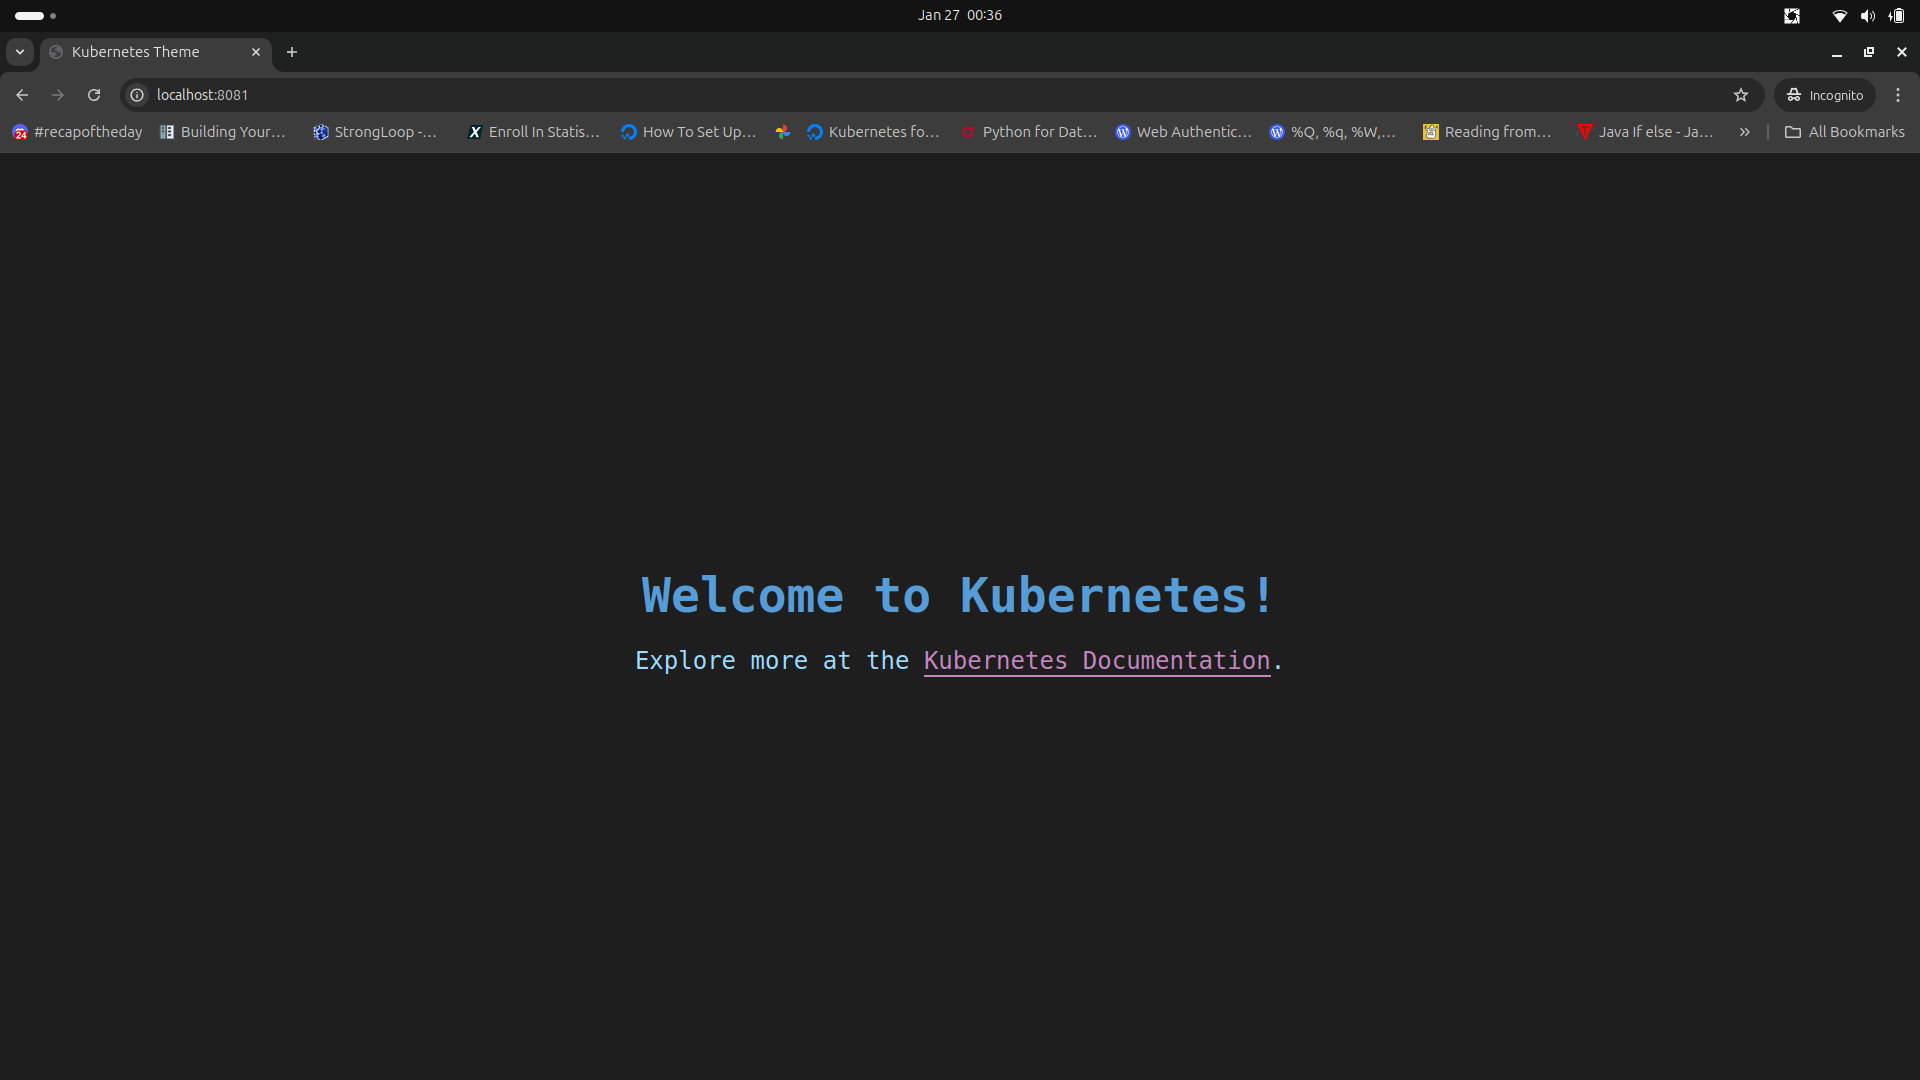 Jan 27 00:36
Kubernetes Theme
localhost:8081
Incognito
#recapoftheday
Building Your...
StrongLoop -...
Enroll In Statis...
How To Set Up...
Kubernetes fo...
Python for Dat...
Web Authentic...
%Q, %q, %W,...
Reading from...
Java If else - Ja...
All Bookmarks
Welcome to Kubernetes!
Explore more at the Kubernetes Documentation.